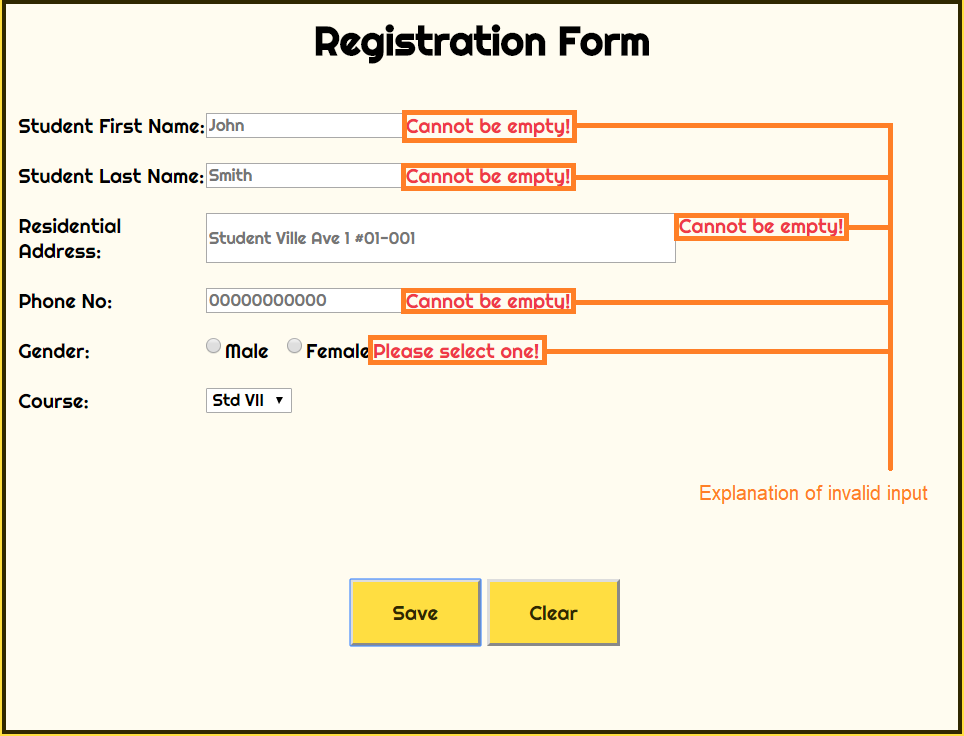 Registration Form
Student First Name: John Cannot be empty!
Student Last Name: Smith Cannot be empty!
Residential
Address:
Student Ville Ave 1 #01-001 Cannot be empty!
Phone No: 00000000000 Cannot be empty!
Gender: Male Female Please select one!
Course: Std VII
Explanation of invalid input
Save Clear